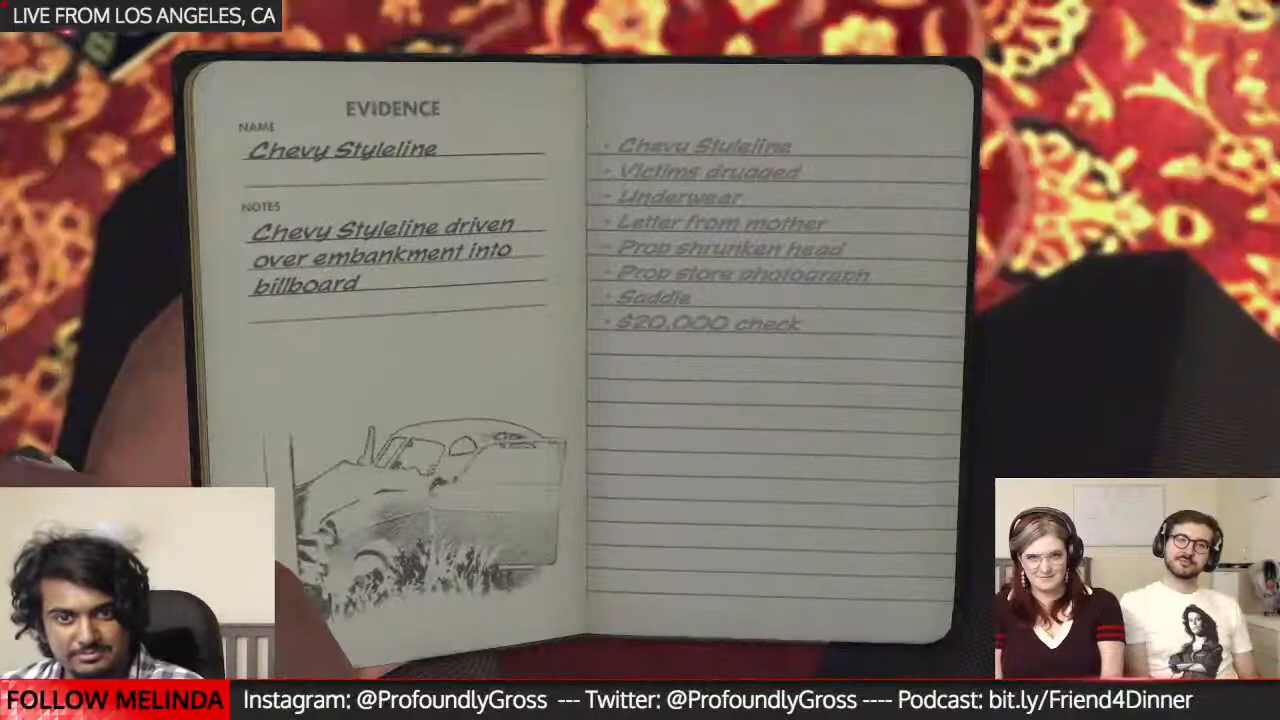 LIVE FROM LOS ANGELES, CA
EVIDENCE
NAME
Chevy Styleline
NOTES
Chevy Styleline driven
over embankment into
billboard
- Chevy Styleline
- Victims drugged
- Underwear
- Letter from mother
- Prop shrunken head
- Prop store photograph
- Saddle
- $20,000 check
FOLLOW MELINDA Instagram: @ProfoundlyGross --- Twitter: @ProfoundlyGross ---- Podcast: bit.ly/Friend4Dinner